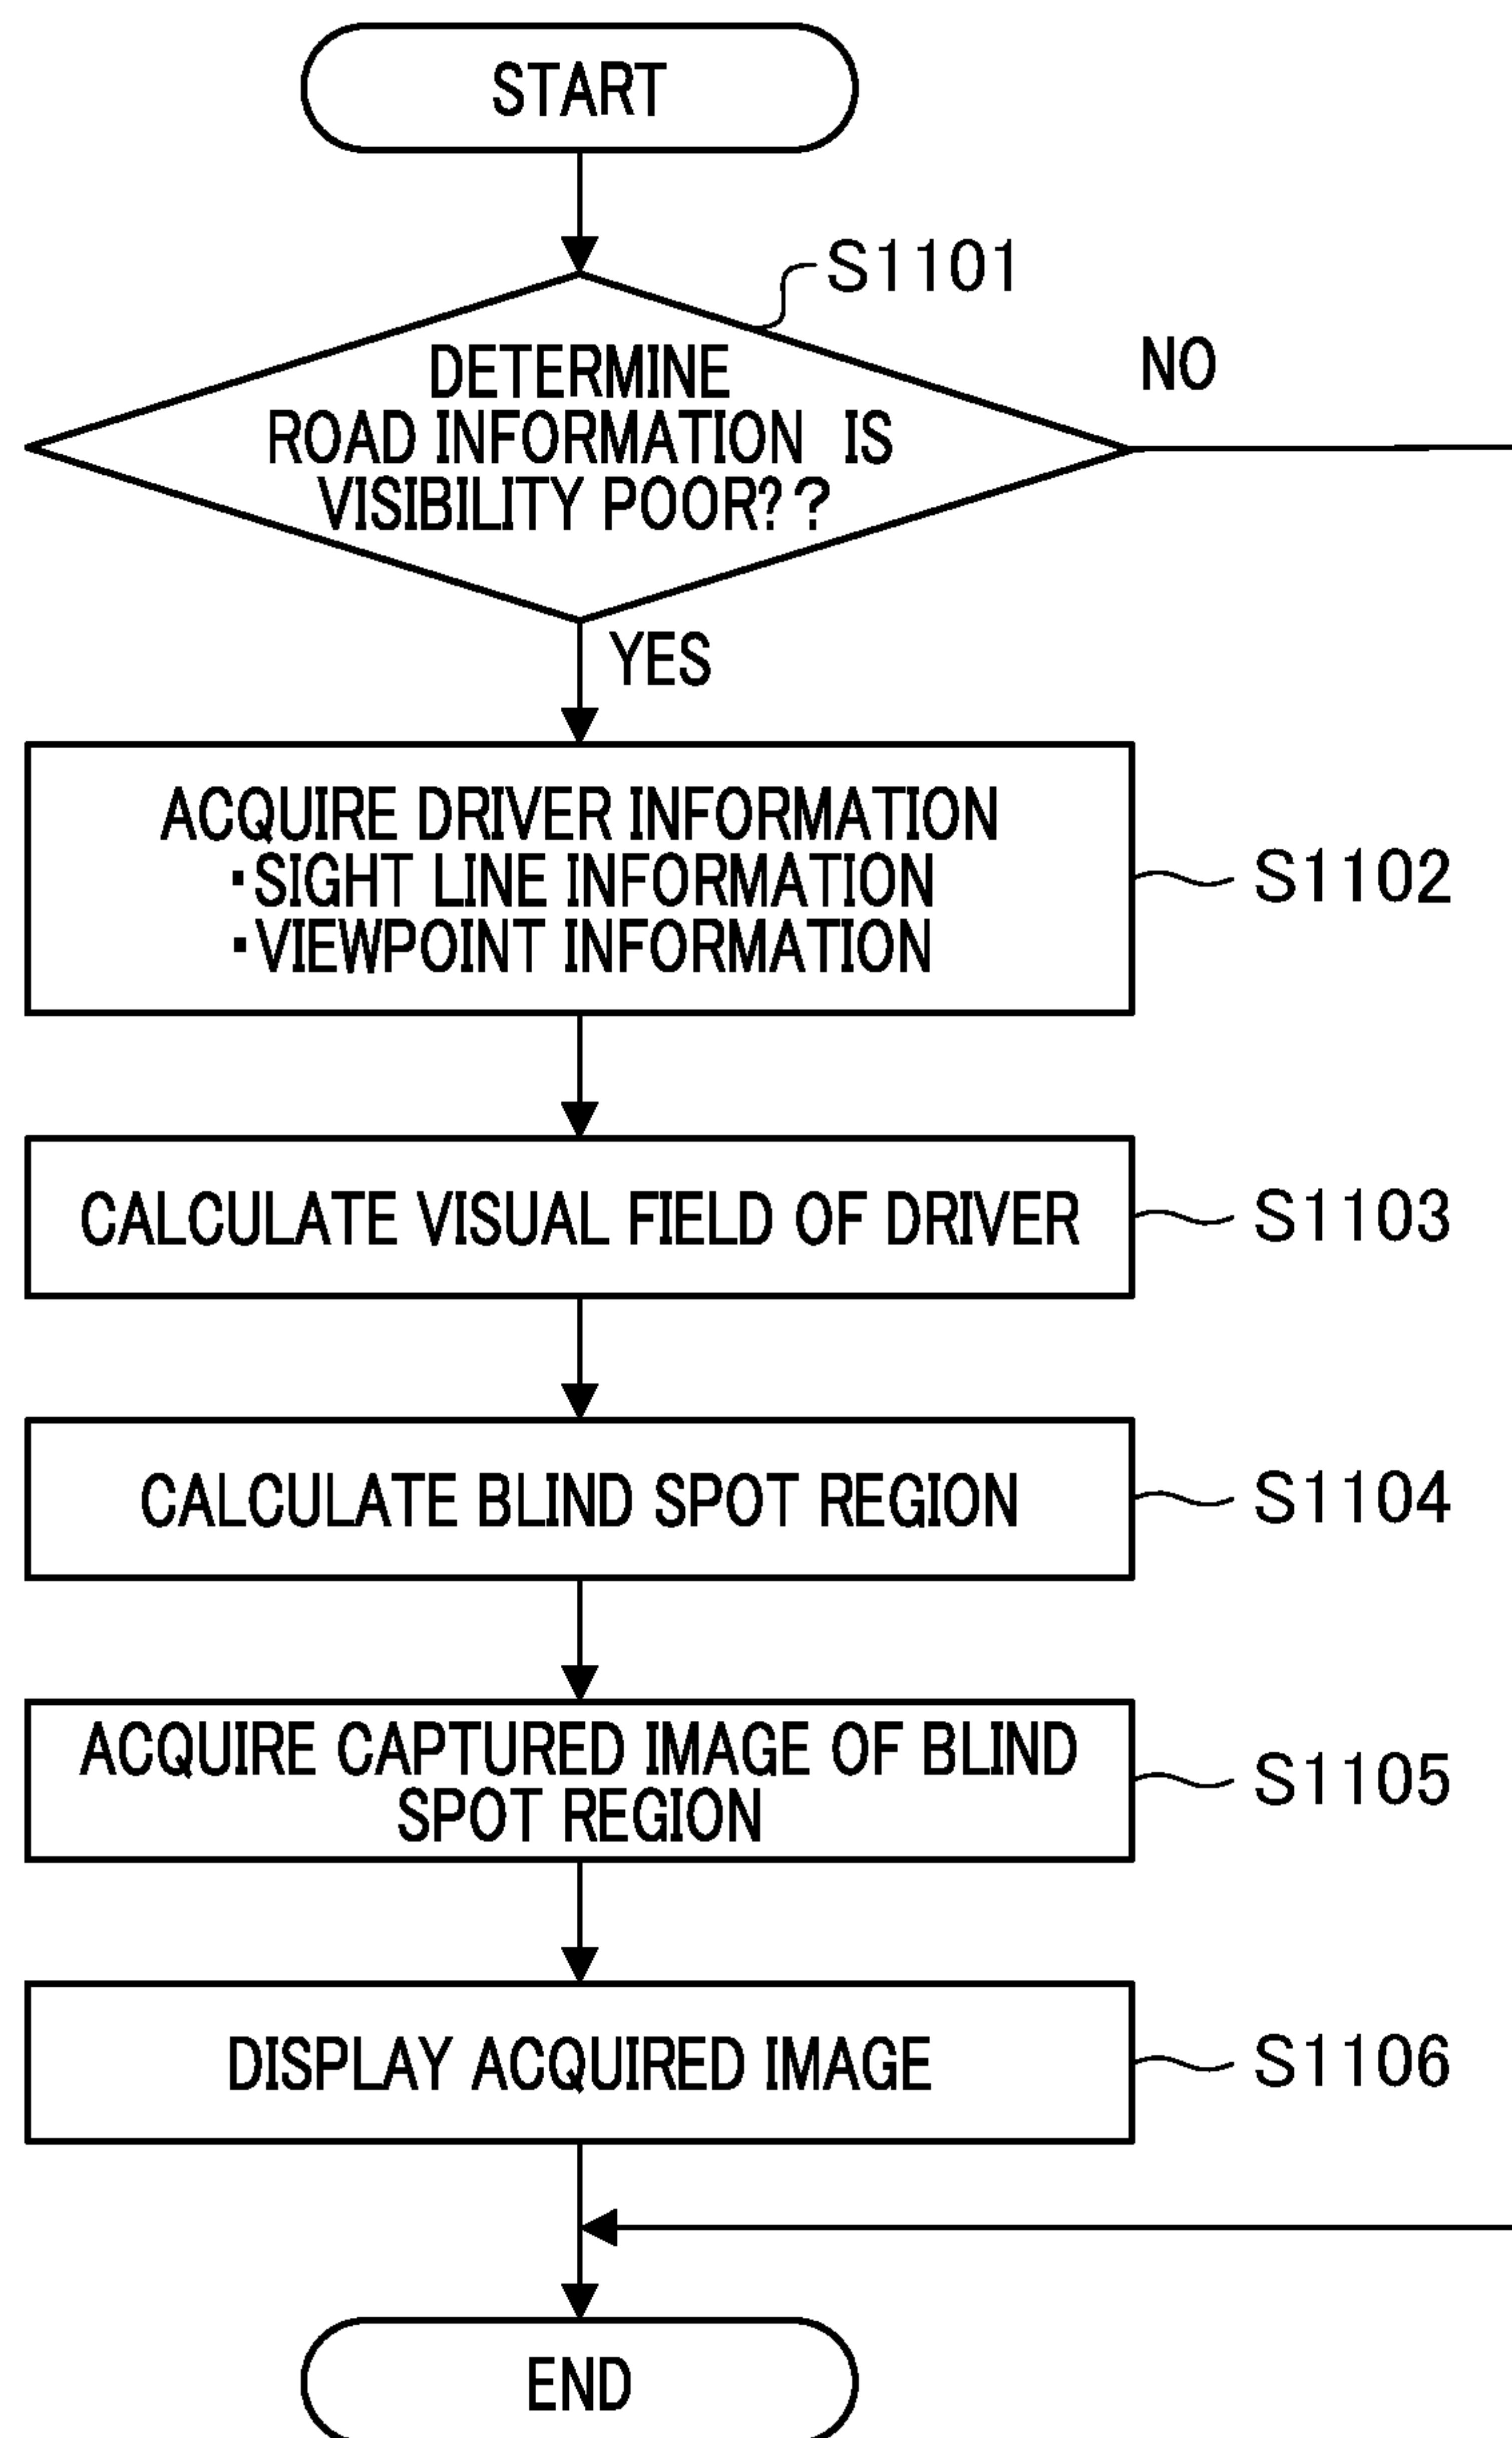 START
S1101
NO
DETERMINE
ROAD INFORMATION IS
VISIBILITY POOR??
YES
ACQUIRE DRIVER INFORMATION
・SIGHT LINE INFORMATION
・VIEWPOINT INFORMATION
S1102
CALCULATE VISUAL FIELD OF DRIVER
S1103
CALCULATE BLIND SPOT REGION
S1104
ACQUIRE CAPTURED IMAGE OF BLIND
SPOT REGION
S1105
DISPLAY ACQUIRED IMAGE
S1106
END